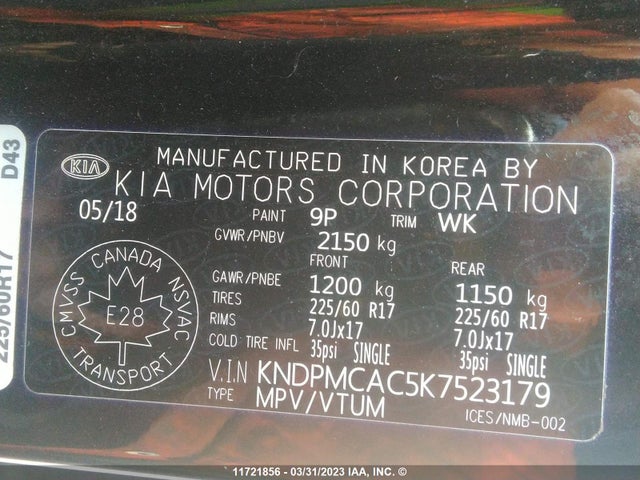 D43
225/60R17
KIA
MANUFACTURED IN KOREA BY
KIA MOTORS CORPORATION
05/18 PAINT 9P TRIM WK
GVWR/PNBV 2150 kg
FRONT REAR
GAWR/PNBE 1200 kg 1150 kg
TIRES 225/60 R17 225/60 R17
RIMS 7.0Jx17 7.0Jx17
COLD TIRE INFL 35psi SINGLE 35psi SINGLE
V.I.N KNDPMCAC5K7523179
TYPE MPV/VTUM ICES/NMB-002
CANADA
CMVSS NSVAC
E28
TRANSPORT
11721856 - 03/31/2023 IAA, INC. ©